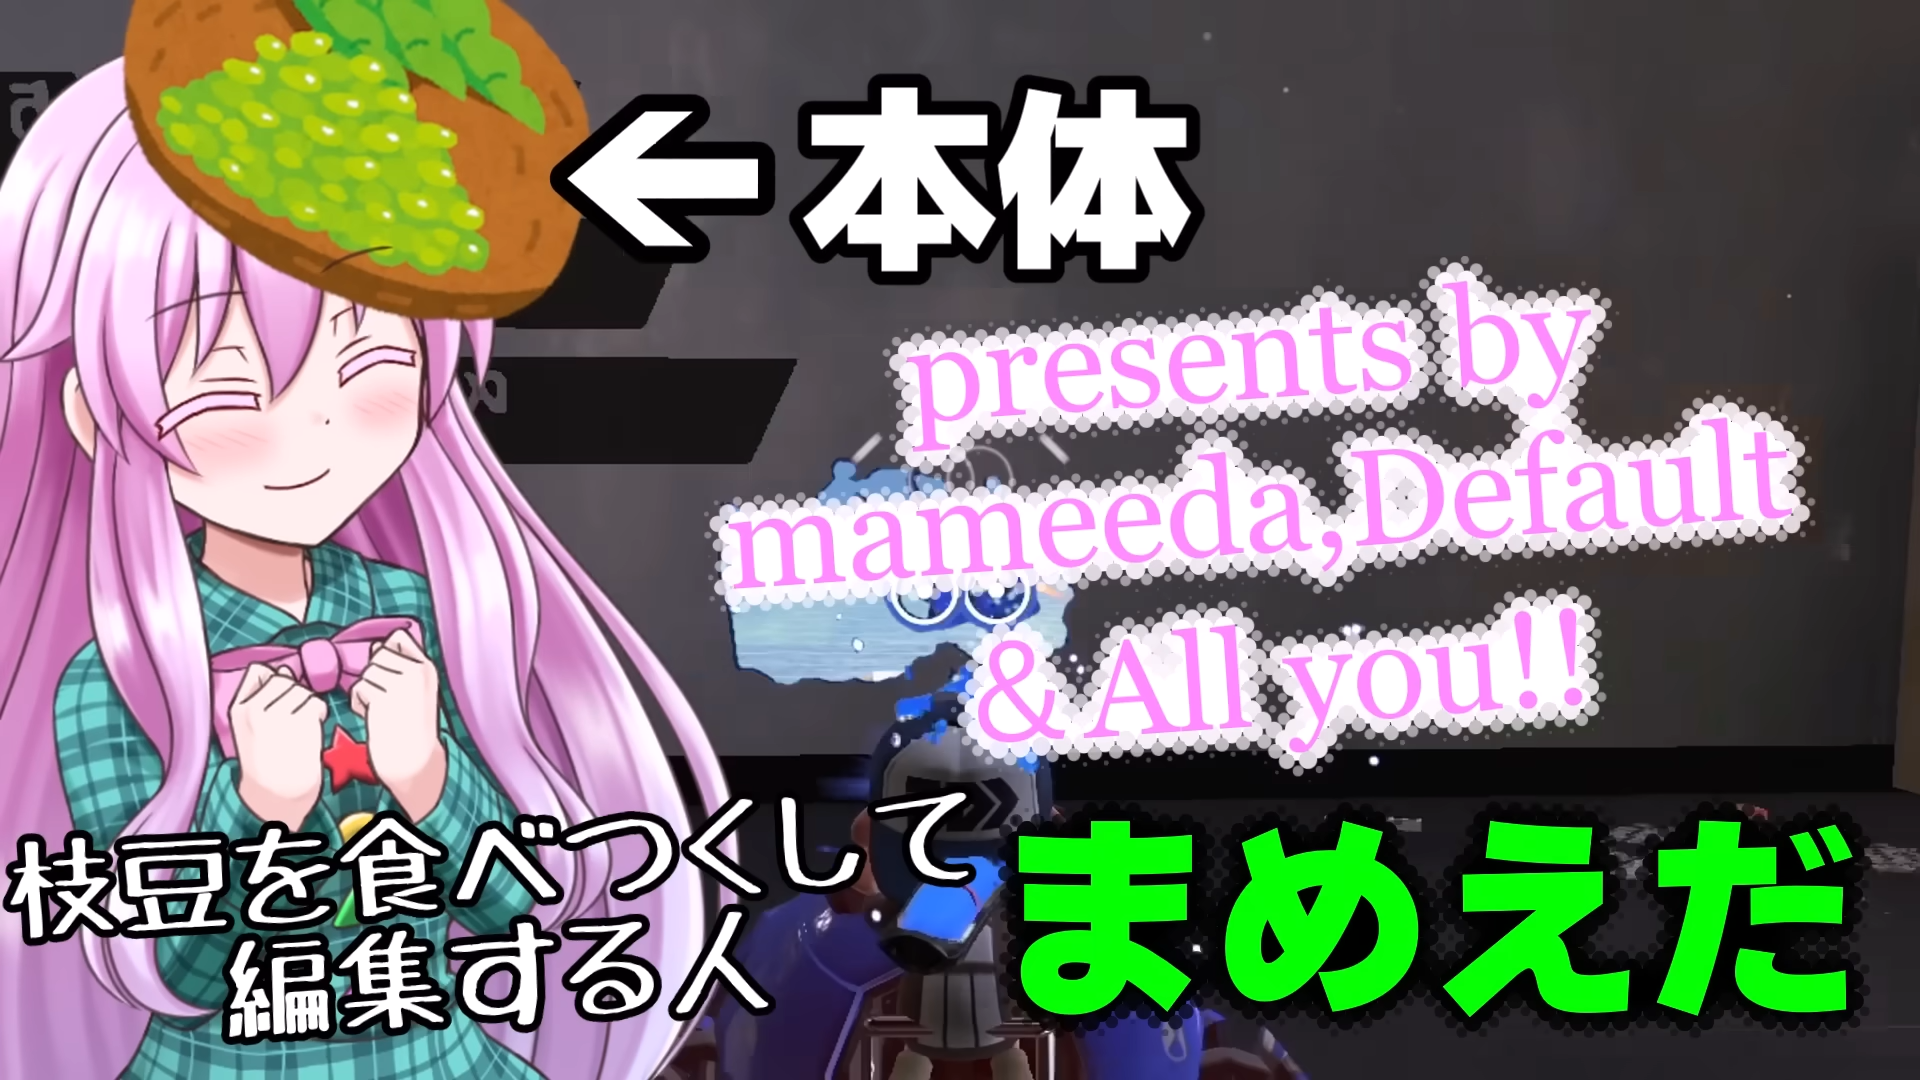 ←本体
presents by
mameeda,Default
&All you!!
枝豆を食べつくして
編集する人
まめえだ